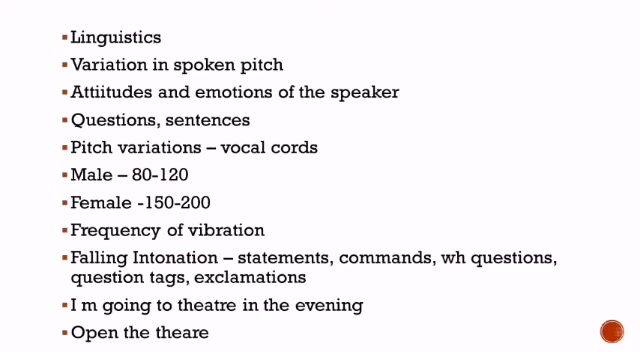 ▪Linguistics
▪Variation in spoken pitch
▪Attiitudes and emotions of the speaker
▪Questions, sentences
▪Pitch variations – vocal cords
▪Male – 80-120
▪Female -150-200
▪Frequency of vibration
▪Falling Intonation – statements, commands, wh questions,
question tags, exclamations
▪I m going to theatre in the evening
▪Open the theare